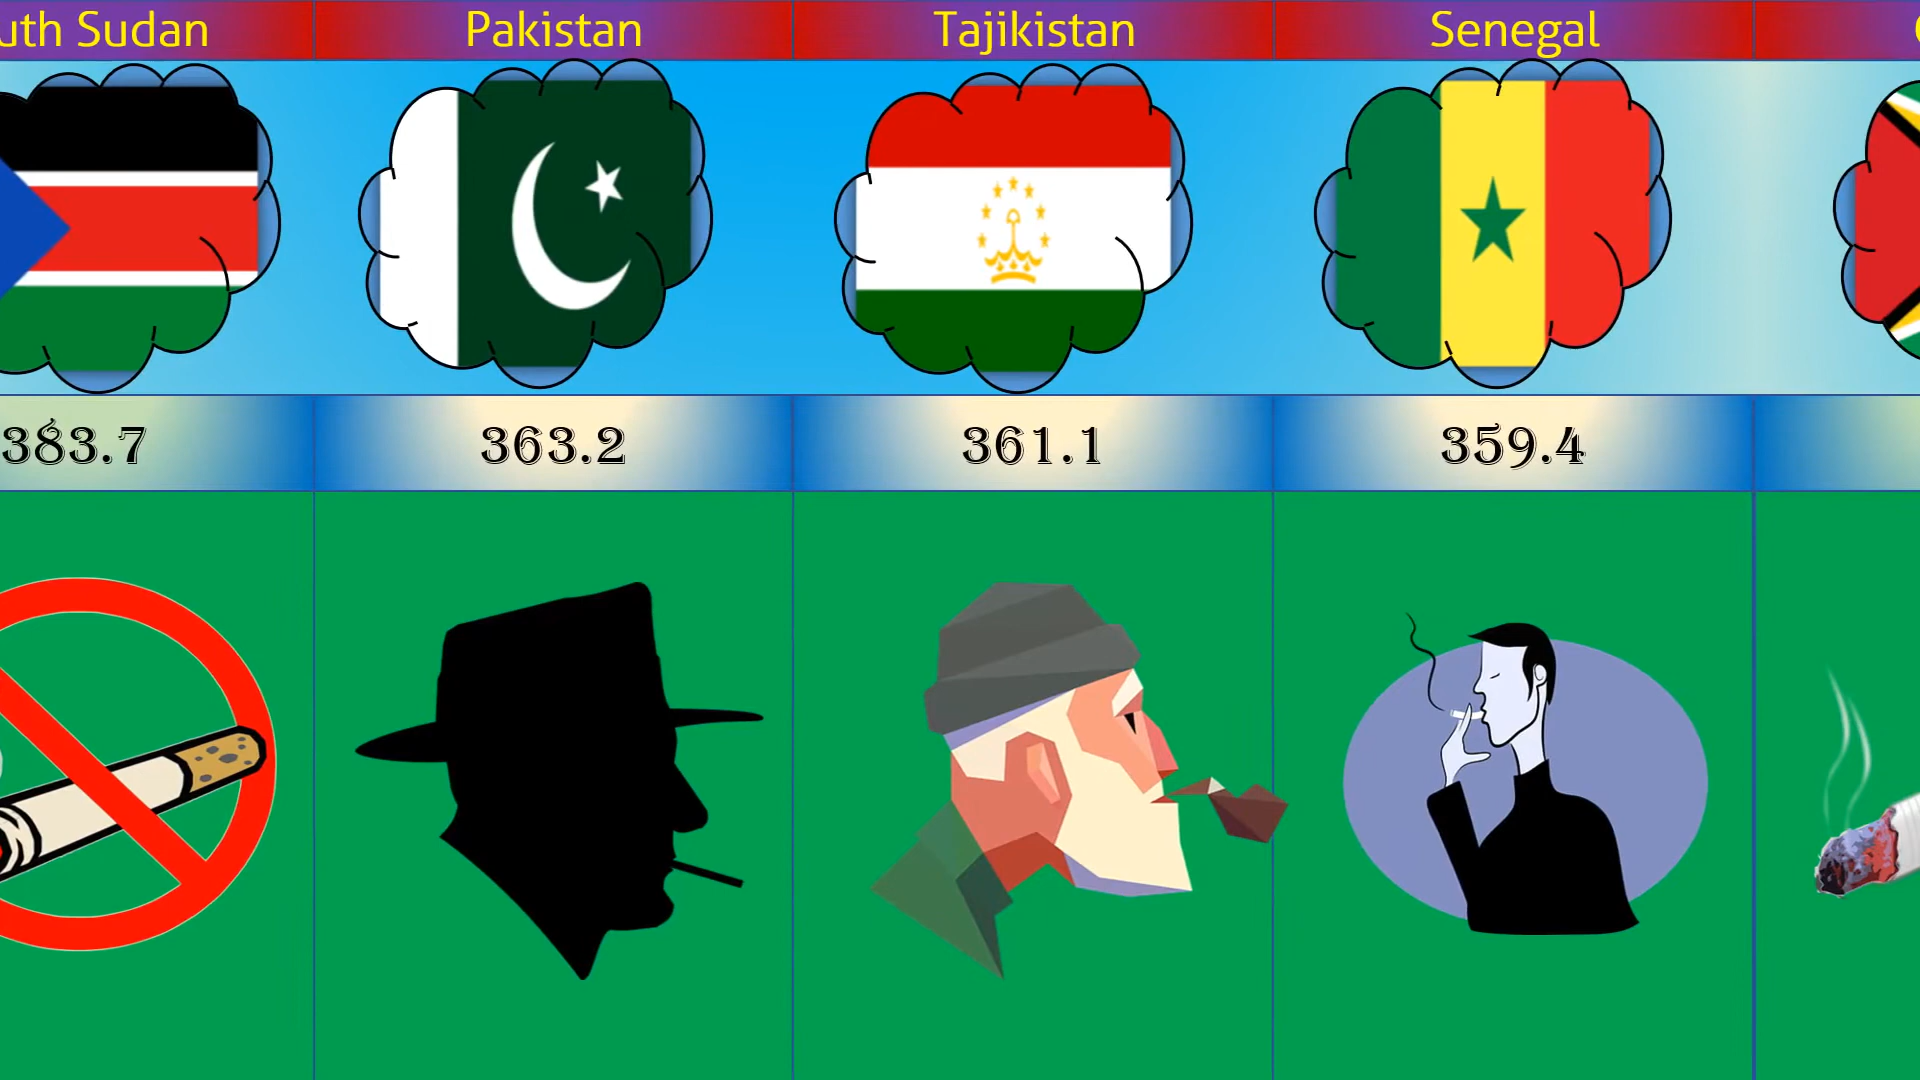 uth Sudan
Pakistan
Tajikistan
Senegal
383.7
363.2
361.1
359.4